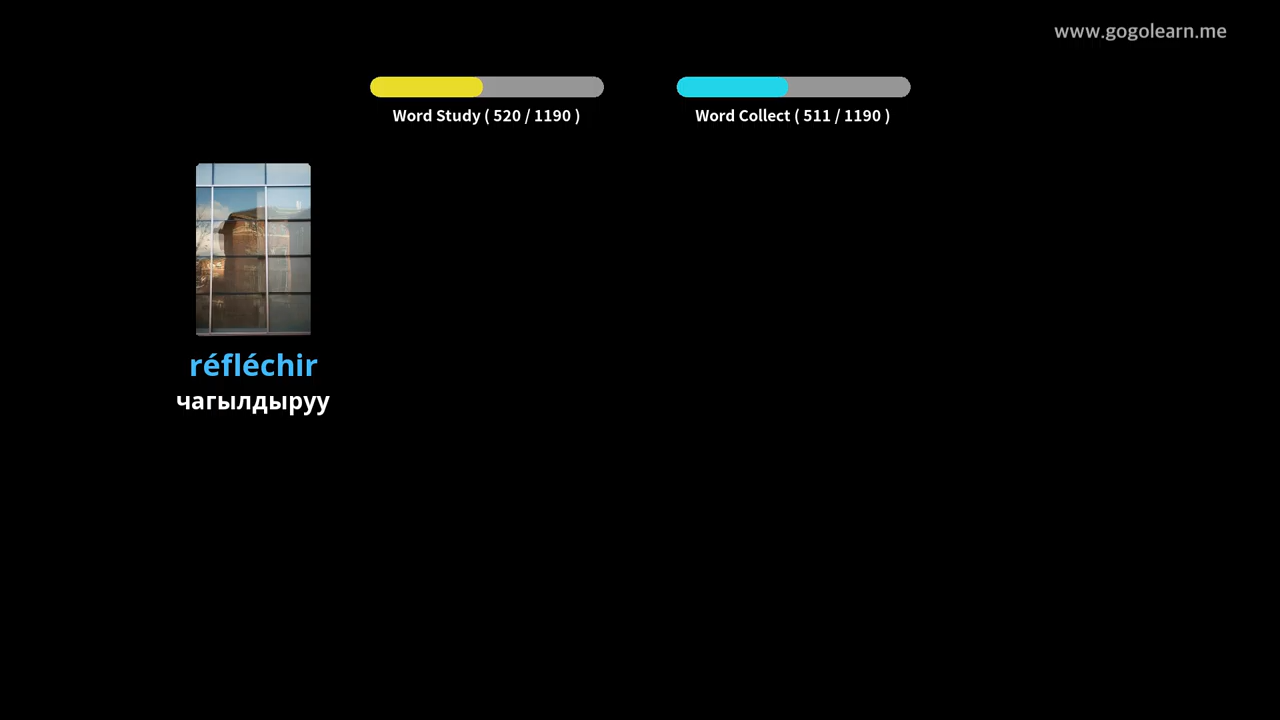 www.gogolearn.me
Word Study ( 520 / 1190 )
Word Collect ( 511 / 1190 )
réfléchir
чагылдыруу